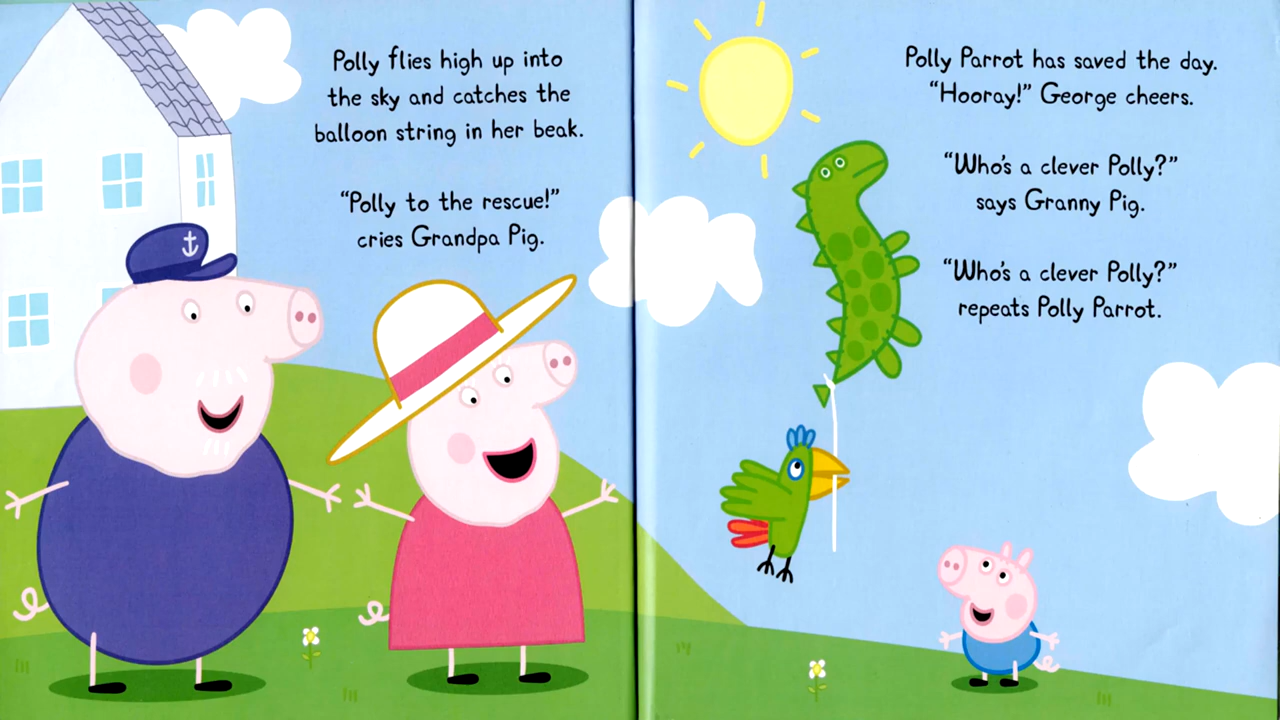 Polly flies high up into
the sky and catches the
balloon string in her beak.
“Polly to the rescue!”
cries Grandpa Pig.
Polly Parrot has saved the day.
“Hooray!” George cheers.
“Who’s a clever Polly?”
says Granny Pig.
“Who’s a clever Polly?”
repeats Polly Parrot.